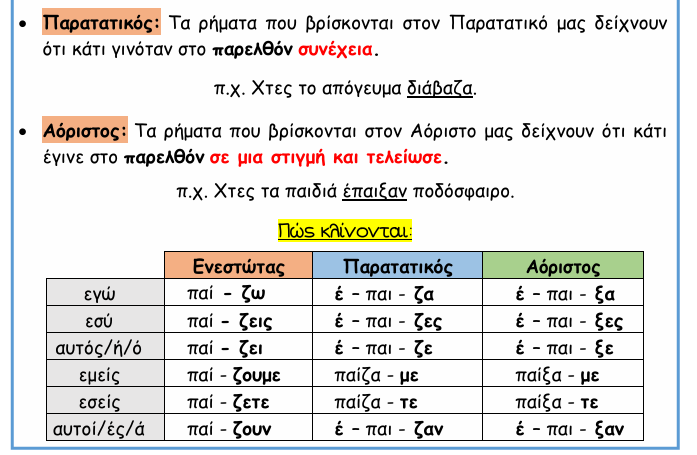 • Παρατατικός: Τα ρήματα που βρίσκονται στον Παρατατικό μας δείχνουν
ότι κάτι γινόταν στο παρελθόν συνέχεια.
π.χ. Χτες το απόγευμα διάβαζα.
• Αόριστος: Τα ρήματα που βρίσκονται στον Αόριστο μας δείχνουν ότι κάτι
έγινε στο παρελθόν σε μια στιγμή και τελείωσε.
π.χ. Χτες τα παιδιά έπαιξαν ποδόσφαιρο.
Πώς κλίνονται:
Ενεστώτας Παρατατικός Αόριστος
εγώ παί - ζω έ – παι - ζα έ – παι - ξα
εσύ παί - ζεις έ – παι - ζες έ – παι - ξες
αυτός/ή/ό παί - ζει έ – παι - ζε έ – παι - ξε
εμείς παί - ζουμε παίζα - με παίξα - με
εσείς παί - ζετε παίζα - τε παίξα - τε
αυτοί/ές/ά παί - ζουν έ – παι - ζαν έ – παι - ξαν